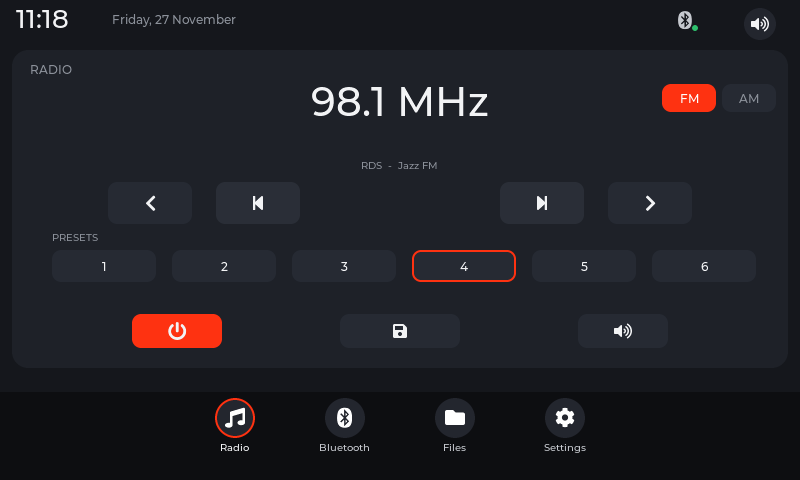 11:18
Friday, 27 November
RADIO
98.1 MHz
FM
AM
RDS - Jazz FM
PRESETS
1
2
3
4
5
6
Radio
Bluetooth
Files
Settings